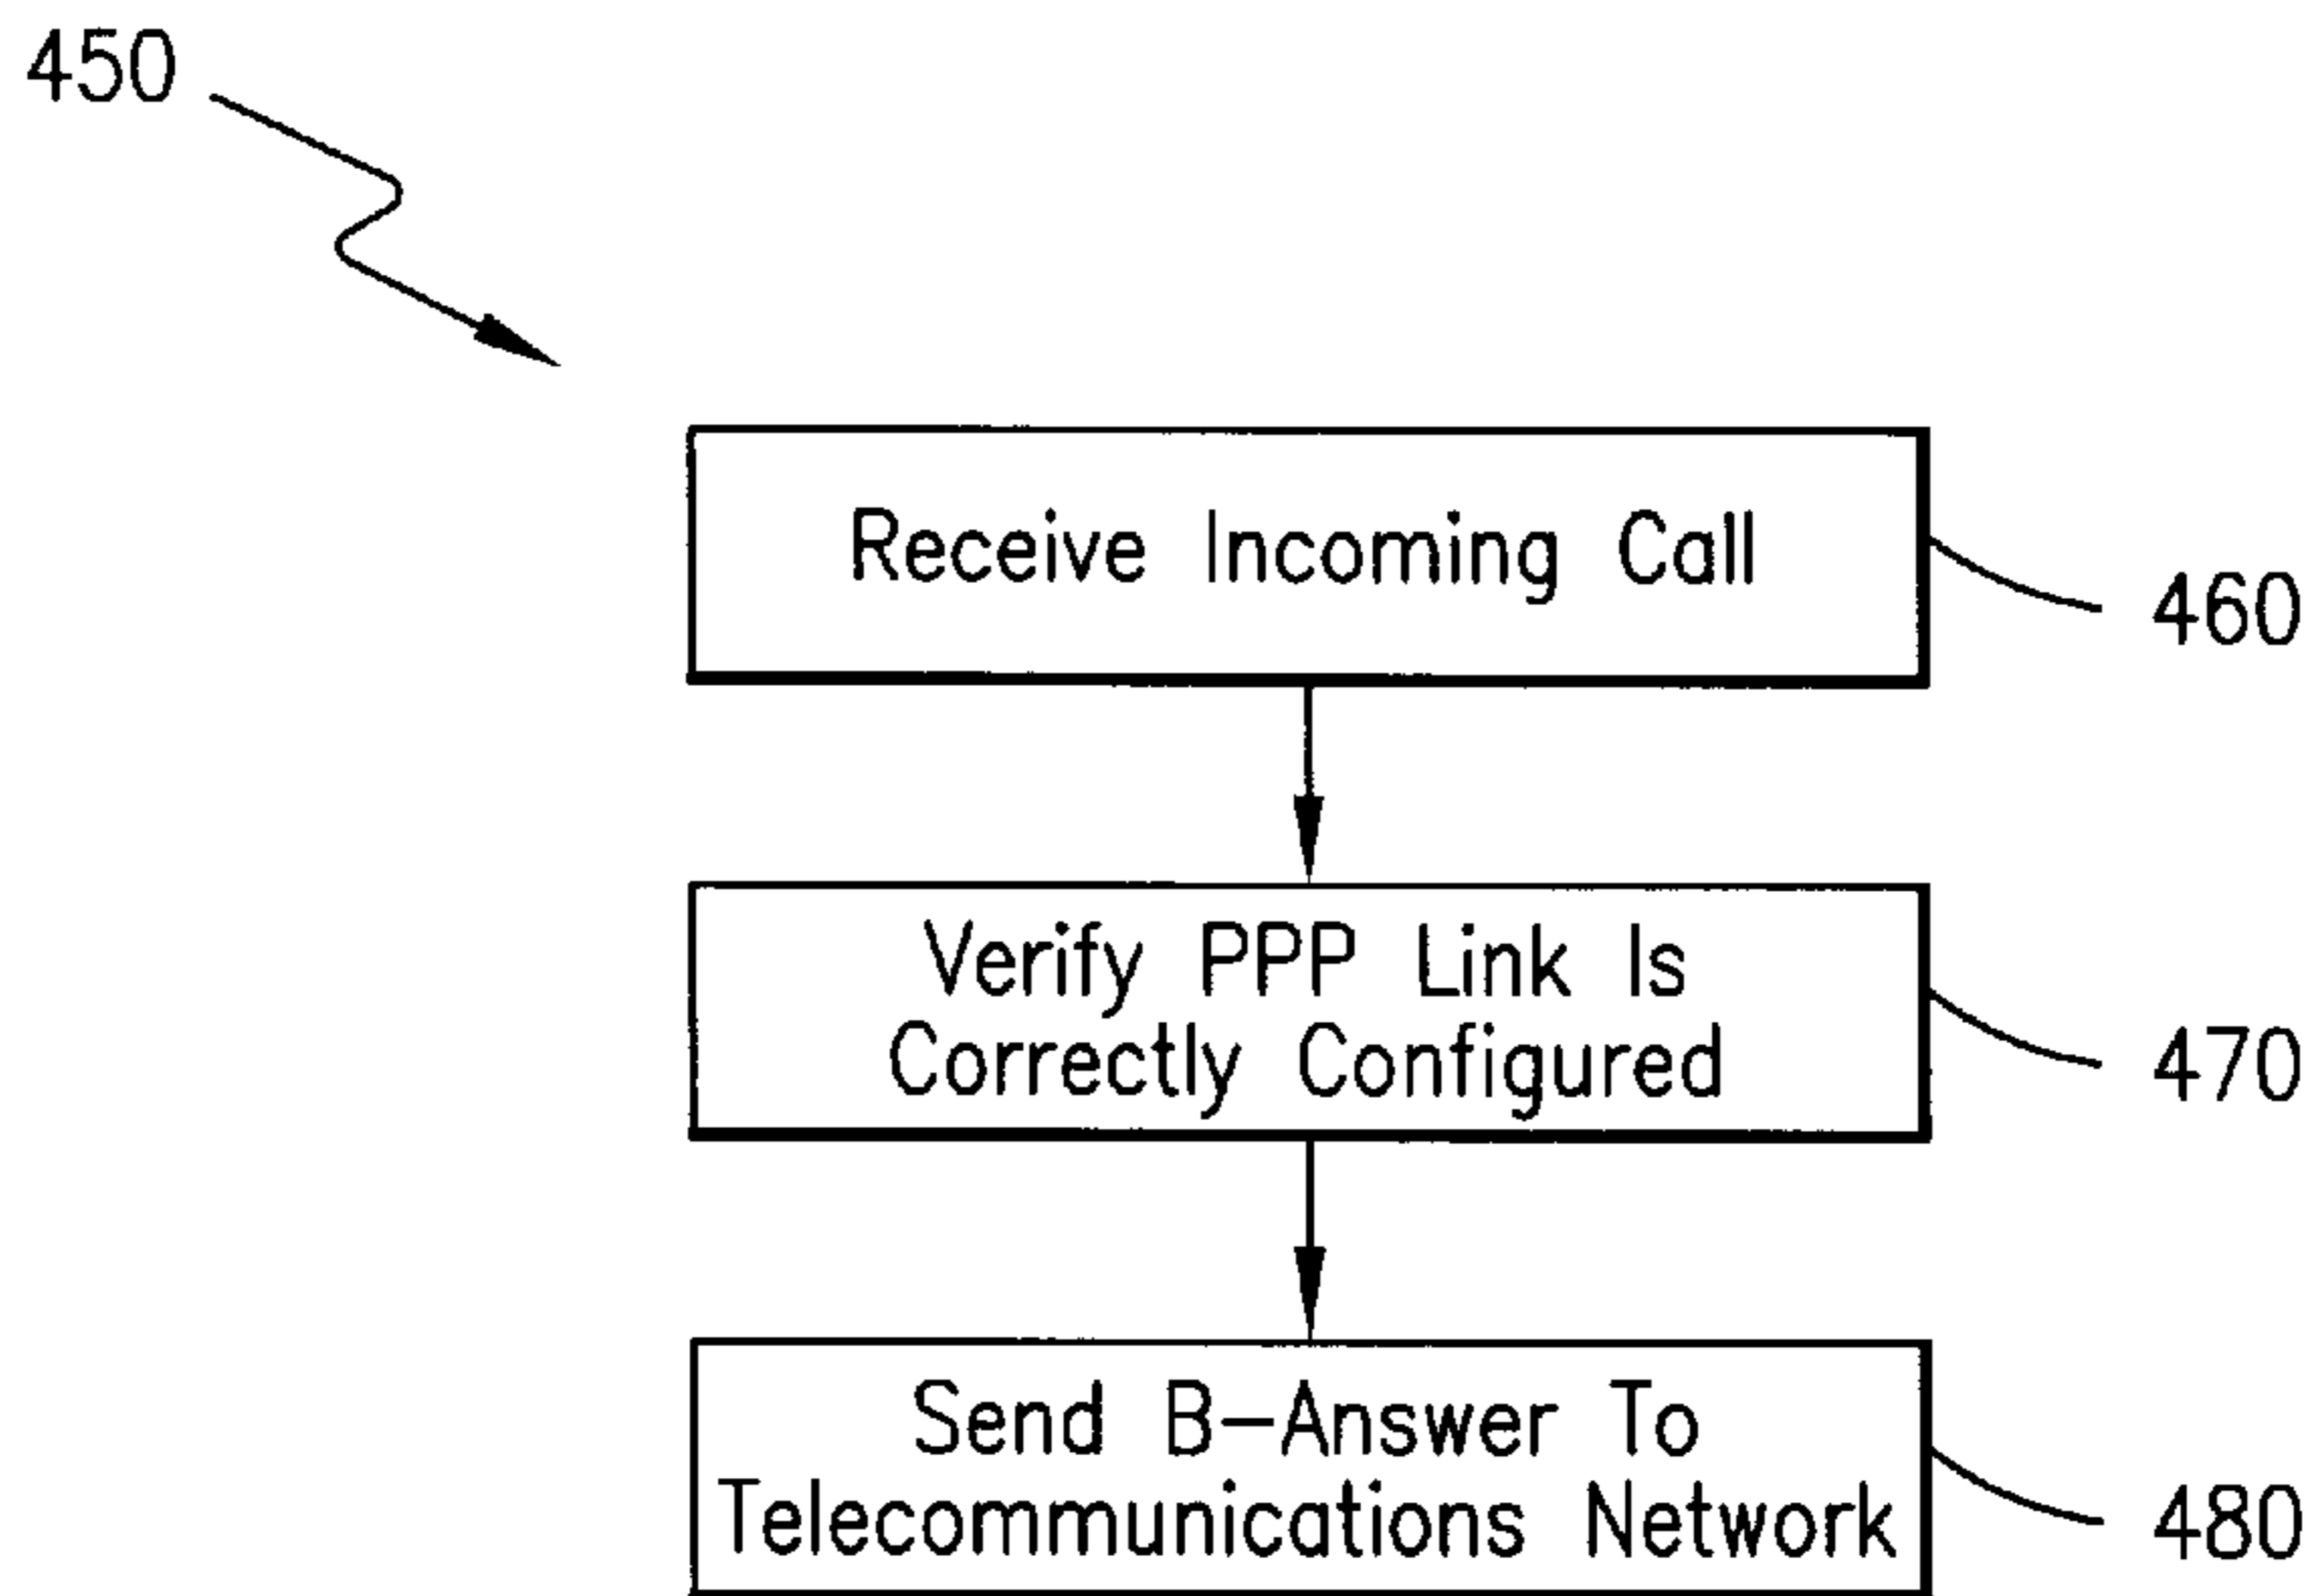 450
Receive Incoming Call
460
Verify PPP Link Is
Correctly Configured
470
Send B-Answer To
Telecommunications Network
480